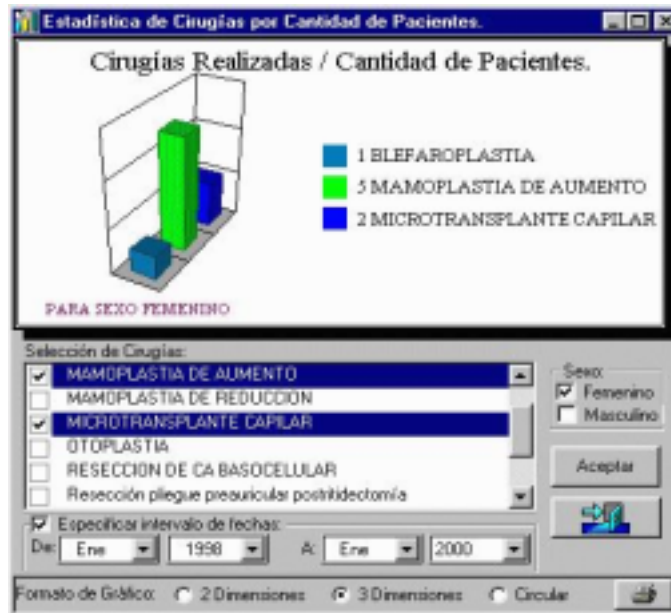 Estadística de Cirugías por Cantidad de Pacientes.
Cirugías Realizadas / Cantidad de Pacientes.
1 BLEFAROPLASTIA
5 MAMOPLASTIA DE AUMENTO
2 MICROTRANSPLANTE CAPILAR
PARA SEXO FEMENINO
Selección de Cirugías:
MAMOPLASTIA DE AUMENTO
MAMOPLASTIA DE REDUCCION
MICROTRANSPLANTE CAPILAR
OTOPLASTIA
RESECCION DE CA BASOCELULAR
Resección pliegue preauricular postritidectomía
Sexo:
Femenino
Masculino
Aceptar
Especificar intervalo de fechas:
De: Ene 1998 A: Ene 2000
Formato de Gráfico: 2 Dimensiones 3 Dimensiones Circular